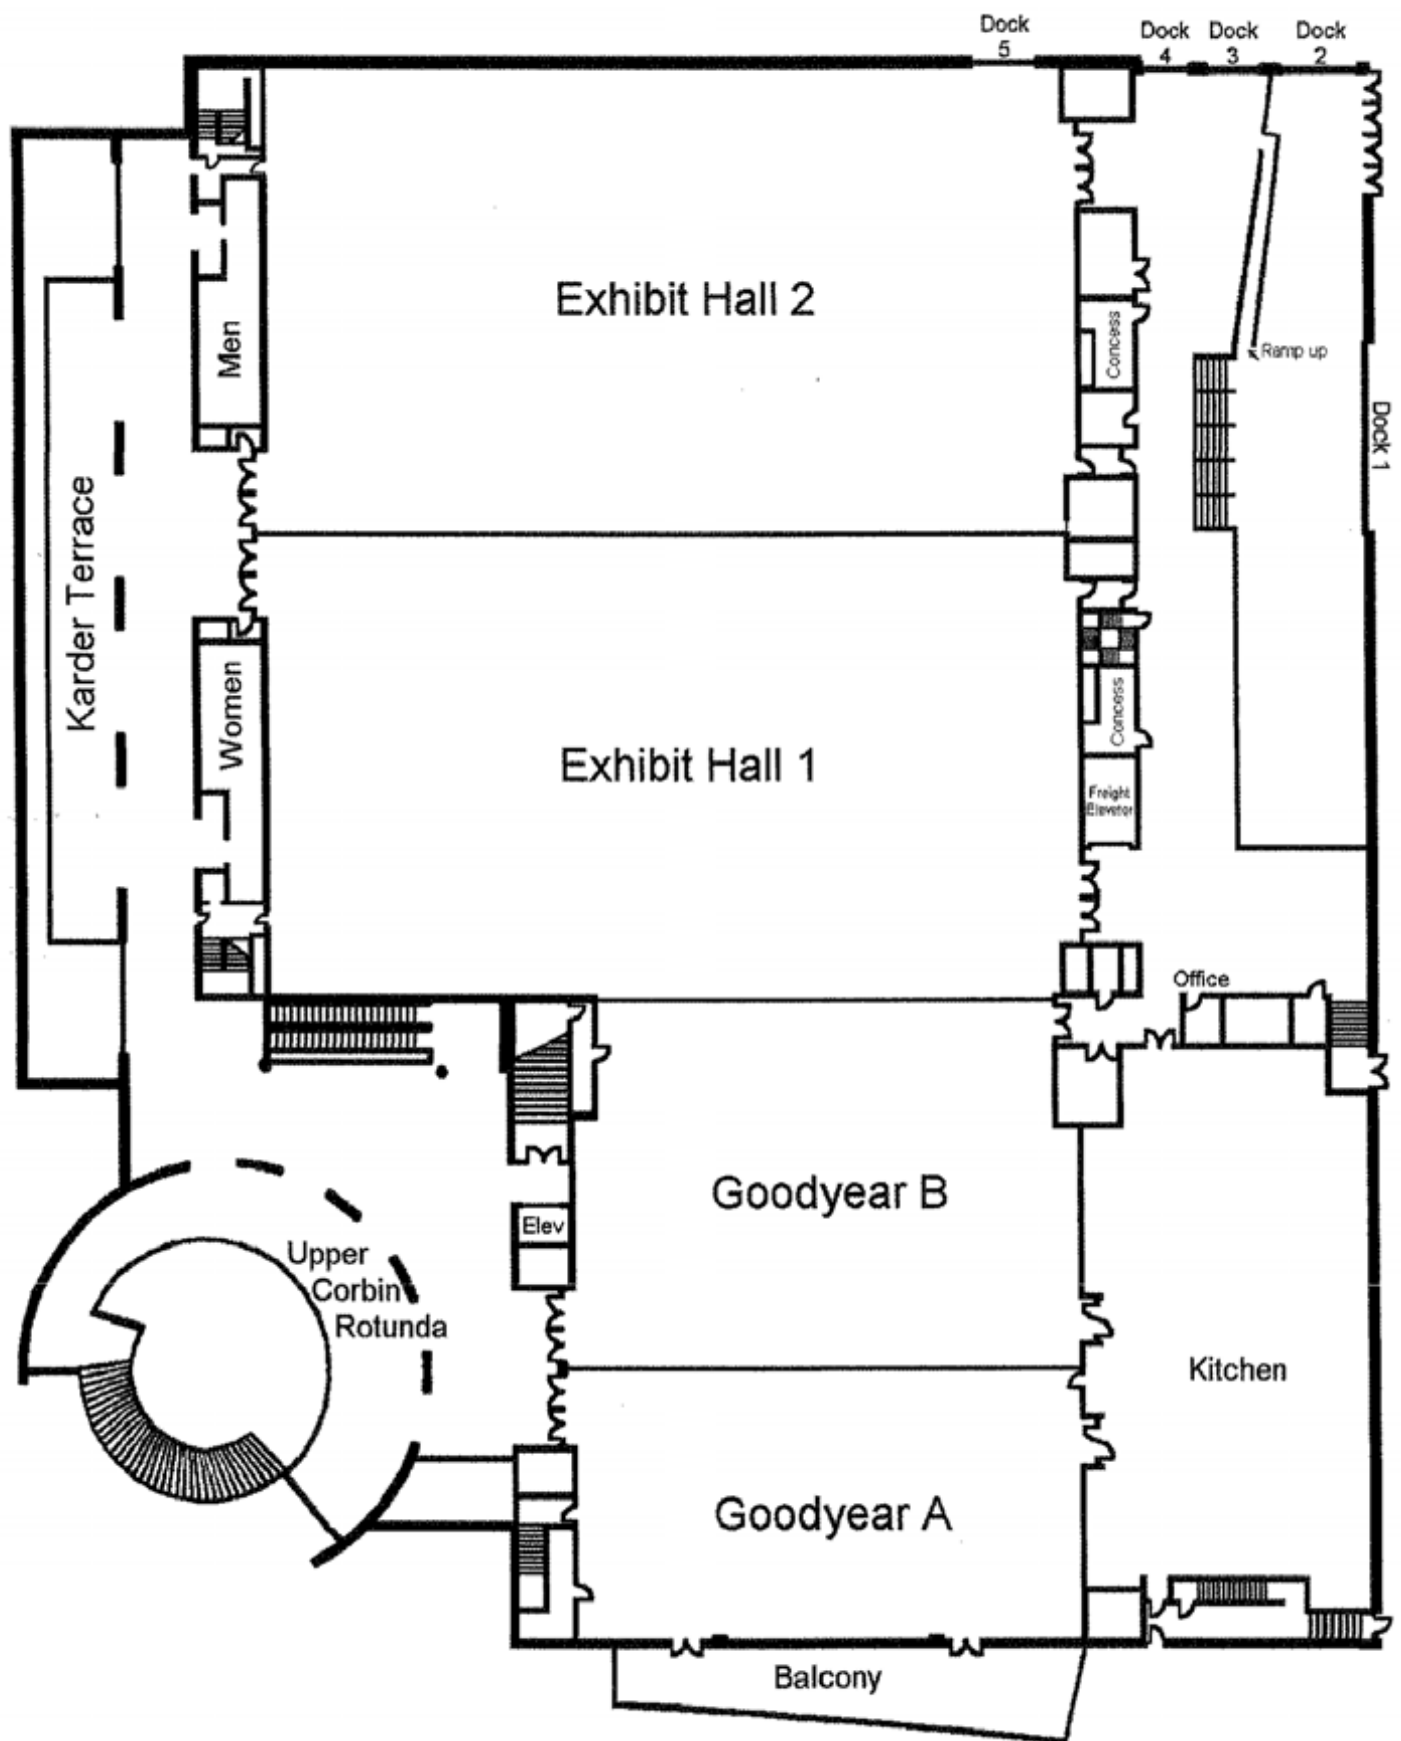 Dock
5
Dock
4
Dock
3
Dock
2
Exhibit Hall 2
Men
Concess
Ramp up
Dock 1
Karder Terrace
Women
Exhibit Hall 1
Concess
Freight
Elevator
Office
Goodyear B
Elev
Upper
Corbin
Rotunda
Kitchen
Goodyear A
Balcony